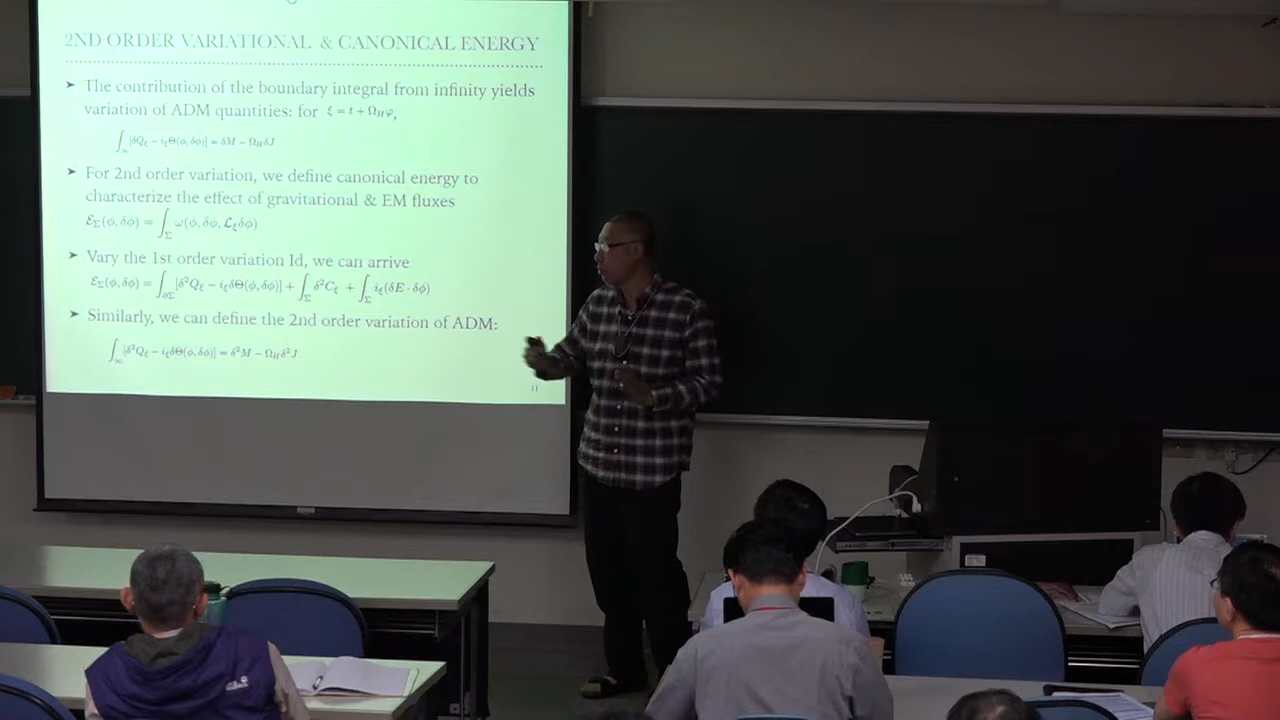 2ND ORDER VARIATIONAL & CANONICAL ENERGY
➤ The contribution of the boundary integral from infinity yields
variation of ADM quantities: for ξ = t + Ω_H φ,
∫_∞ [δQ_ξ − i_ξ Θ(ϕ, δϕ)] = δM − Ω_H δJ
➤ For 2nd order variation, we define canonical energy to
characterize the effect of gravitational & EM fluxes
ℰ_Σ(ϕ, δϕ) = ∫_Σ ω(ϕ, δϕ, ℒ_ξ δϕ)
➤ Vary the 1st order variation Id, we can arrive
ℰ_Σ(ϕ, δϕ) = ∫_∂Σ [δ²Q_ξ − i_ξ δΘ(ϕ, δϕ)] + ∫_Σ δ²C_ξ + ∫_Σ i_ξ(δE · δϕ)
➤ Similarly, we can define the 2nd order variation of ADM:
∫_∞ [δ²Q_ξ − i_ξ δΘ(ϕ, δϕ)] = δ²M − Ω_H δ²J
11